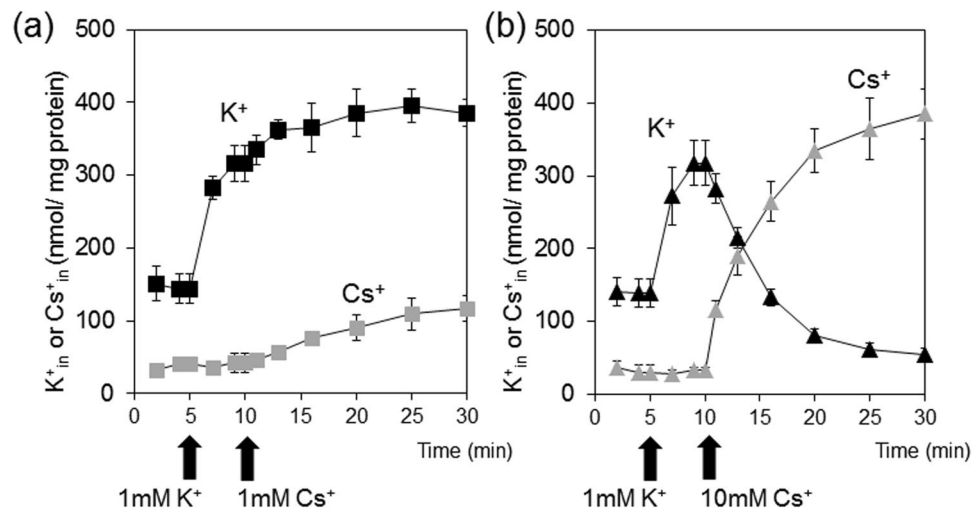 (a)
K⁺in or Cs⁺in (nmol/ mg protein)
500
400
300
200
100
0
K⁺
Cs⁺
0 5 10 15 20 25 30
Time (min)
1mM K⁺ 1mM Cs⁺
(b)
K⁺in or Cs⁺in (nmol/ mg protein)
500
400
300
200
100
0
Cs⁺
K⁺
0 5 10 15 20 25 30
Time (min)
1mM K⁺ 10mM Cs⁺